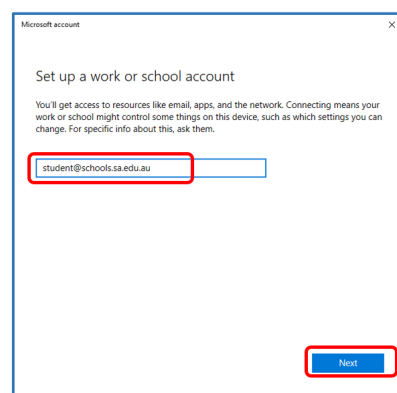 Microsoft account
Set up a work or school account
You'll get access to resources like email, apps, and the network. Connecting means your
work or school might control some things on this device, such as which settings you can
change. For specific info about this, ask them.
student@schools.sa.edu.au
Next